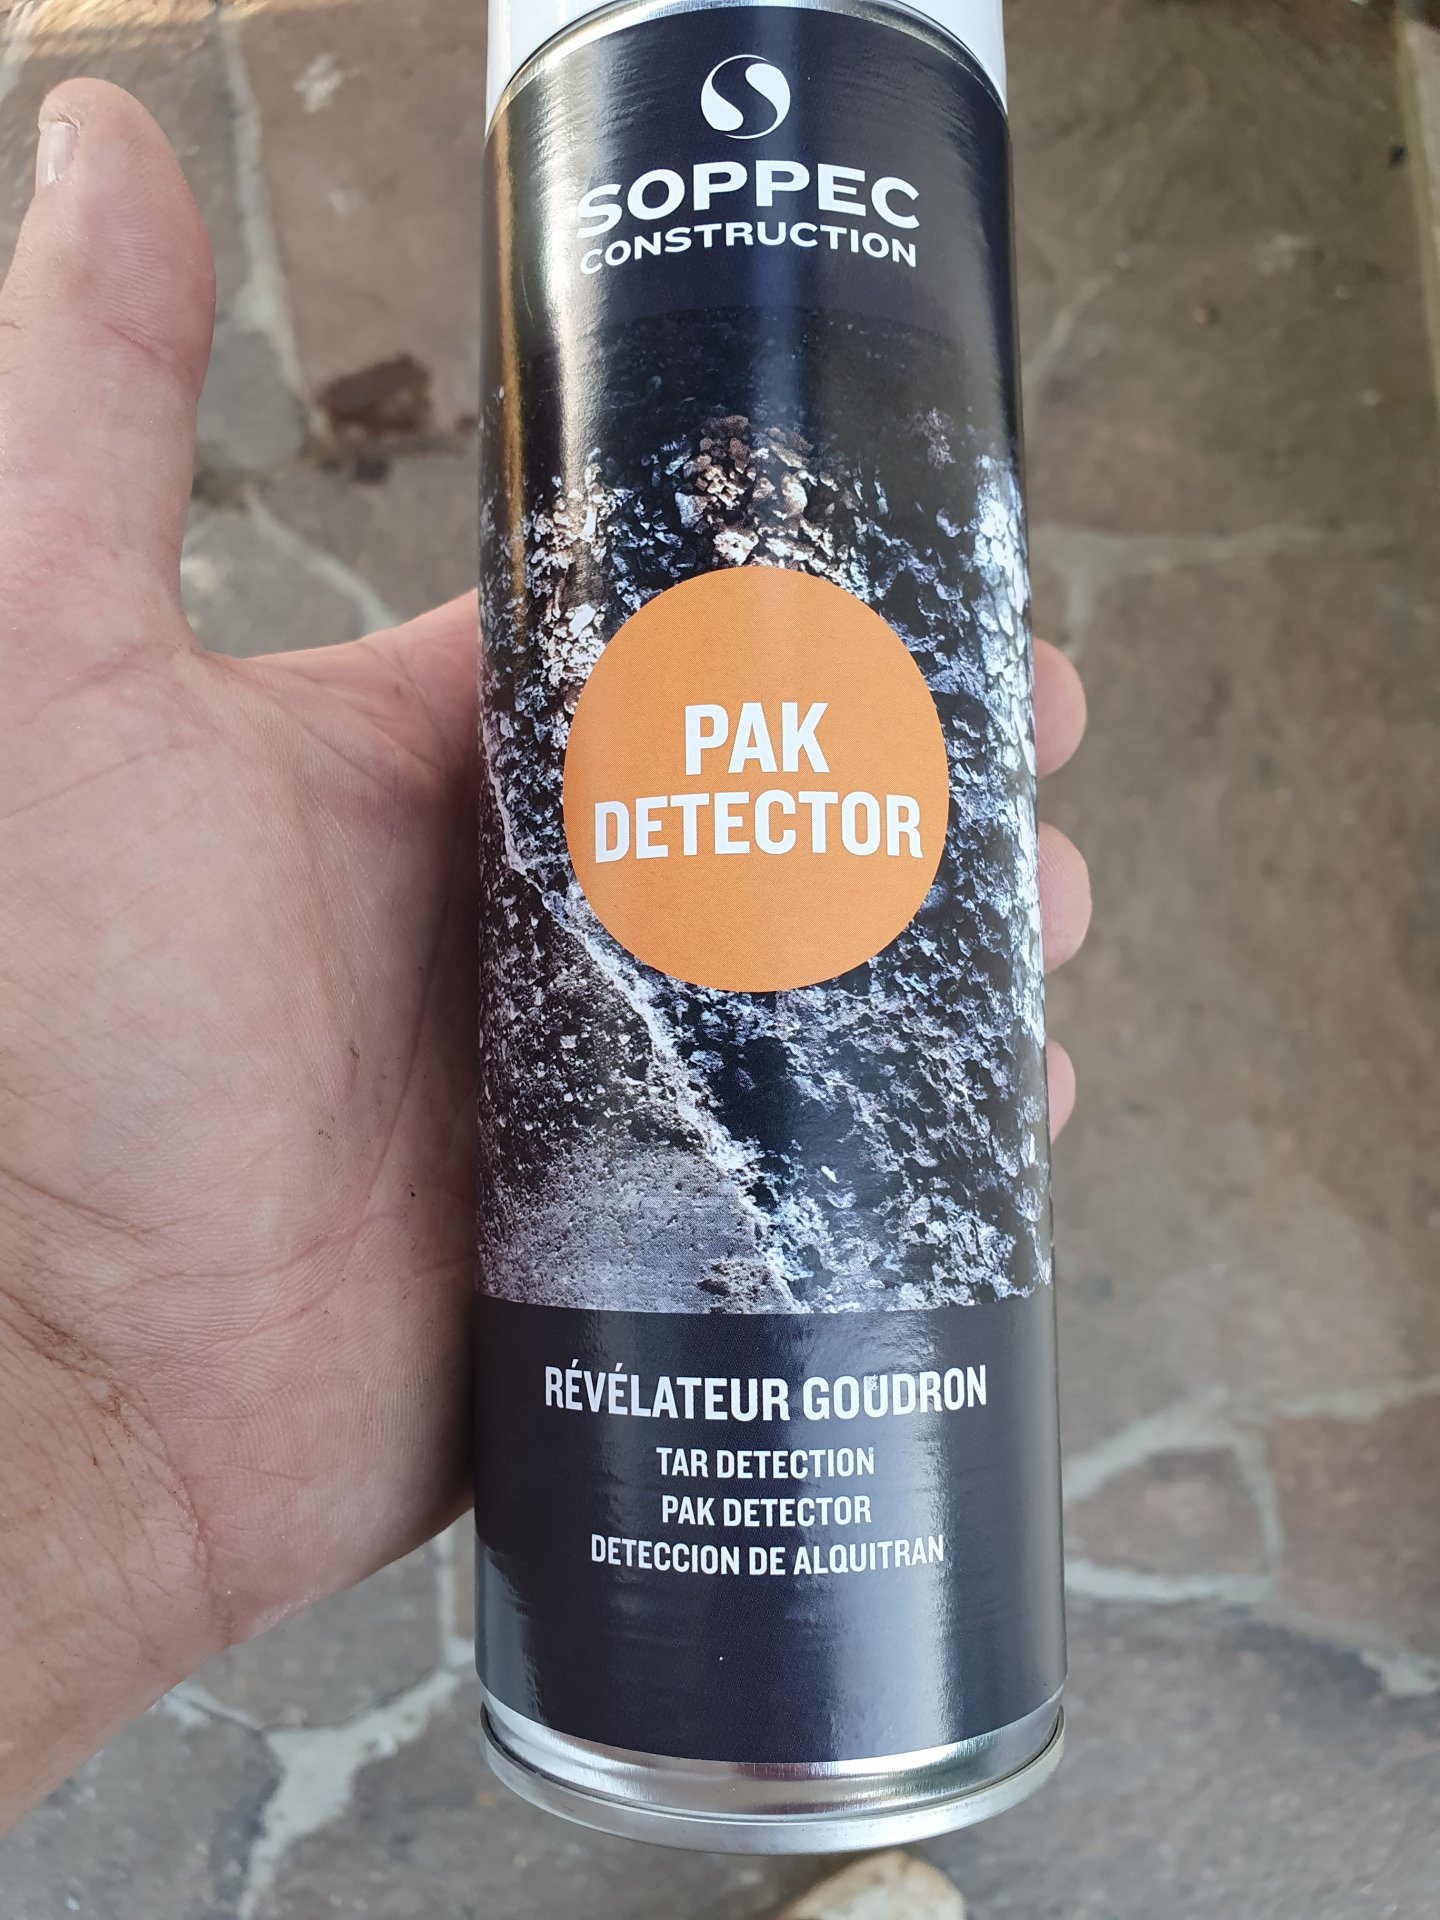 SOPPEC
CONSTRUCTION
PAK
DETECTOR
RÉVÉLATEUR GOUDRON
TAR DETECTION
PAK DETECTOR
DETECCION DE ALQUITRAN